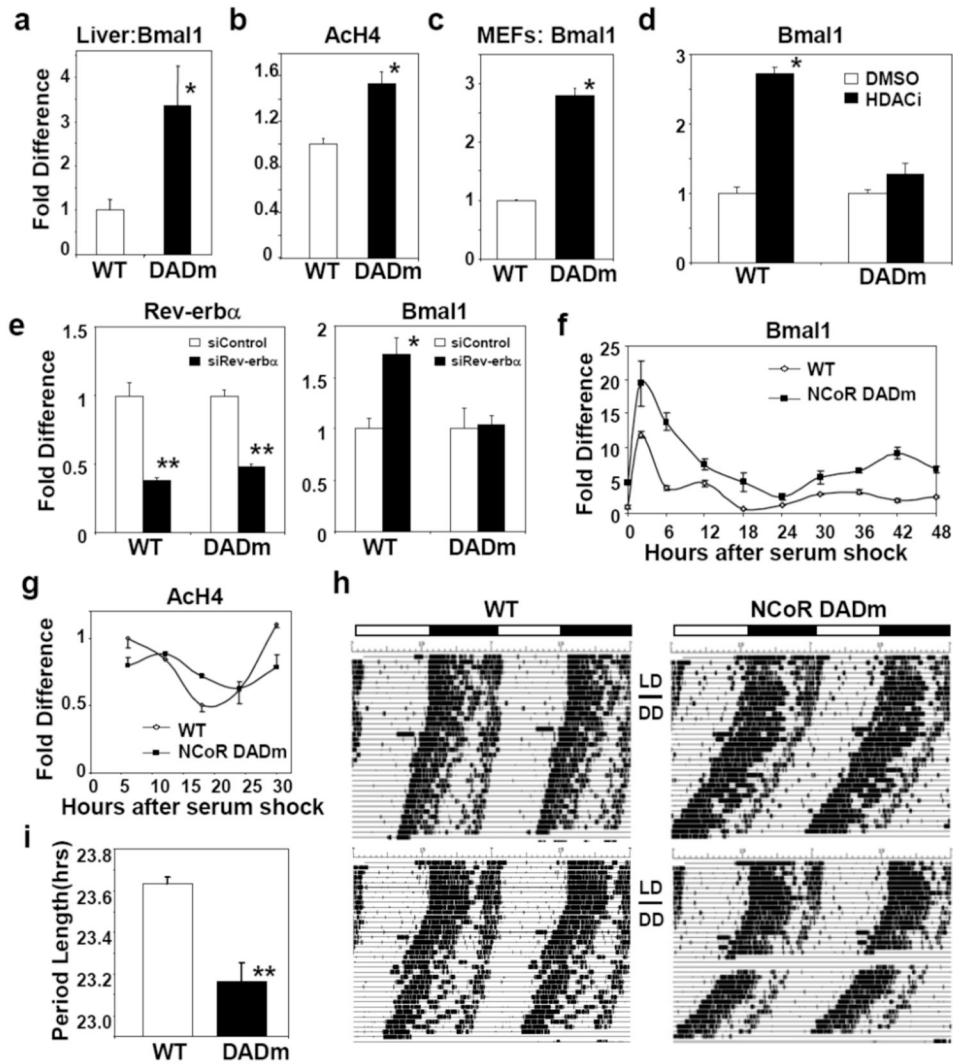 a
Liver:Bmal1
Fold Difference
4
3
2
1
0
*
WT DADm
b
AcH4
1.6
1.2
0.8
0.4
0
*
WT DADm
c
MEFs: Bmal1
3
2
1
0
*
WT DADm
d
Bmal1
3
2
1
0
*
DMSO
HDACi
WT DADm
e
Rev-erbα
Fold Difference
1.5
1
0.5
0
siControl
siRev-erbα
**
**
WT DADm
Bmal1
2
1.5
1
0.5
0
siControl
siRev-erbα
*
WT DADm
f
Bmal1
Fold Difference
25
20
15
10
5
0
WT
NCoR DADm
0 6 12 18 24 30 36 42 48
Hours after serum shock
g
AcH4
Fold Difference
1
0.5
0
WT
NCoR DADm
0 5 10 15 20 25 30
Hours after serum shock
h
WT
NCoR DADm
LD
DD
LD
DD
i
Period Length(hrs)
23.8
23.6
23.4
23.2
23.0
**
WT DADm